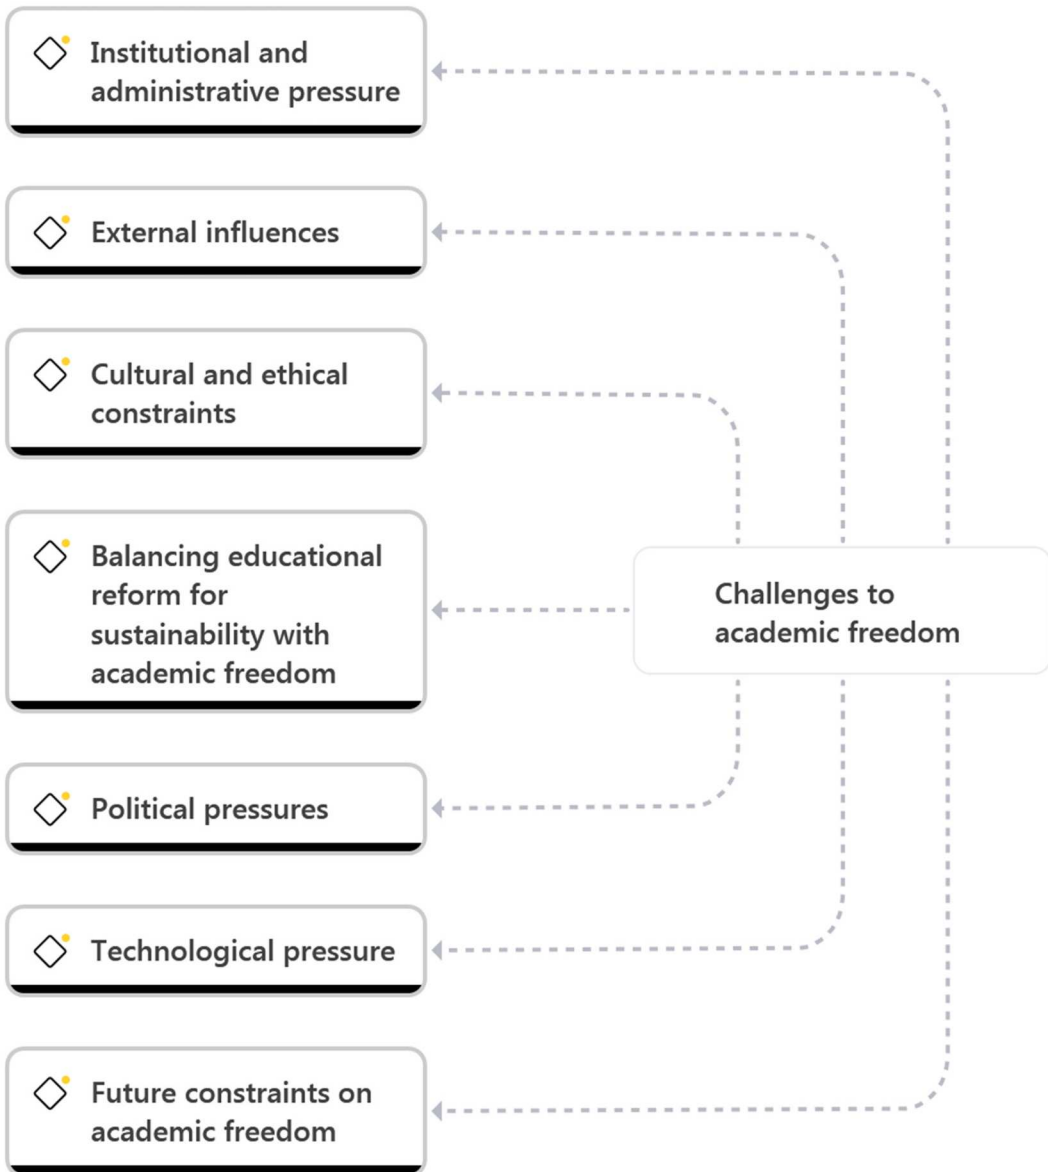 Institutional and
administrative pressure
External influences
Cultural and ethical
constraints
Balancing educational
reform for
sustainability with
academic freedom
Challenges to
academic freedom
Political pressures
Technological pressure
Future constraints on
academic freedom